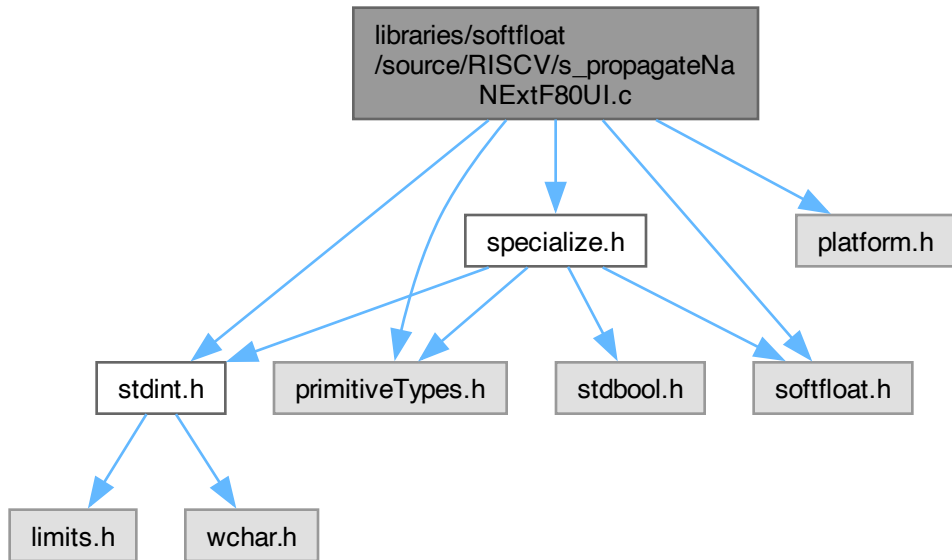 libraries/softfloat
/source/RISCV/s_propagateNa
NExtF80UI.c
specialize.h
platform.h
stdint.h
primitiveTypes.h
stdbool.h
softfloat.h
limits.h
wchar.h